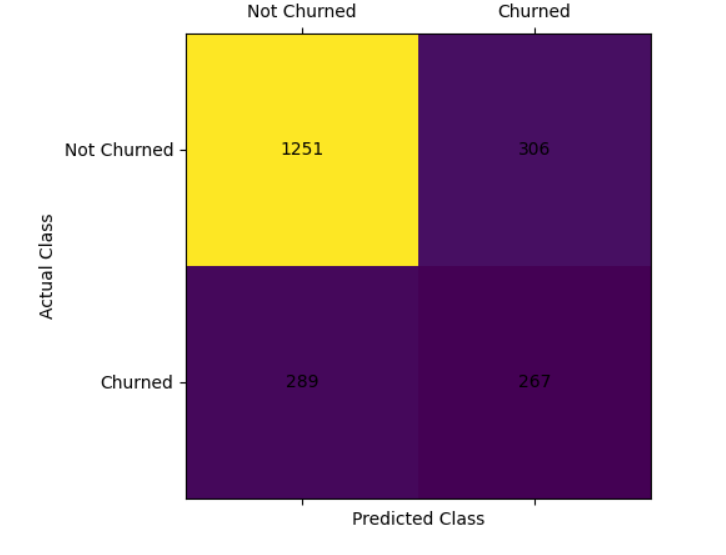 Not Churned Churned
Not Churned 1251 306
Actual Class
Churned 289 267
Predicted Class